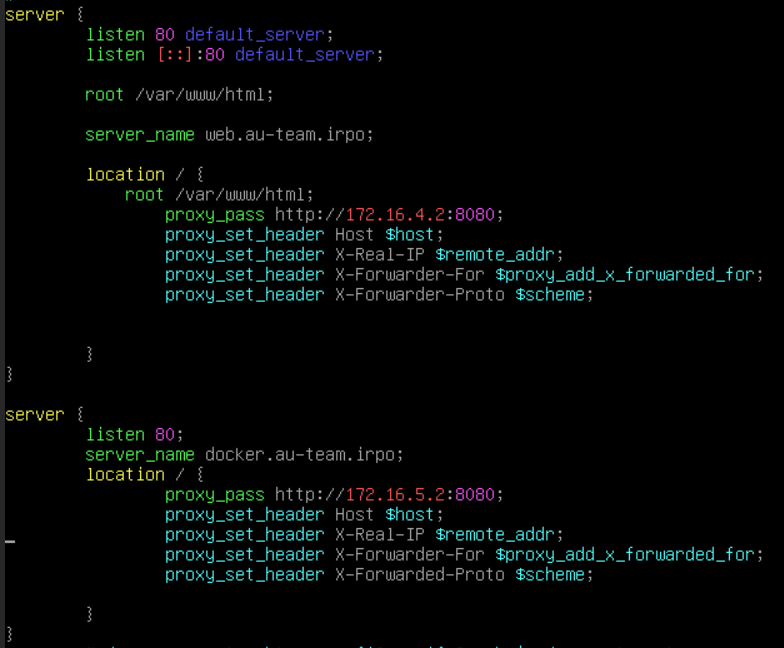 server {
listen 80 default_server;
listen [::]:80 default_server;
root /var/www/html;
server_name web.au-team.irpo;
location / {
root /var/www/html;
proxy_pass http://172.16.4.2:8080;
proxy_set_header Host $host;
proxy_set_header X-Real-IP $remote_addr;
proxy_set_header X-Forwarder-For $proxy_add_x_forwarded_for;
proxy_set_header X-Forwarder-Proto $scheme;
}
}
server {
listen 80;
server_name docker.au-team.irpo;
location / {
proxy_pass http://172.16.5.2:8080;
proxy_set_header Host $host;
proxy_set_header X-Real-IP $remote_addr;
proxy_set_header X-Forwarder-For $proxy_add_x_forwarded_for;
proxy_set_header X-Forwarded-Proto $scheme;
}
}